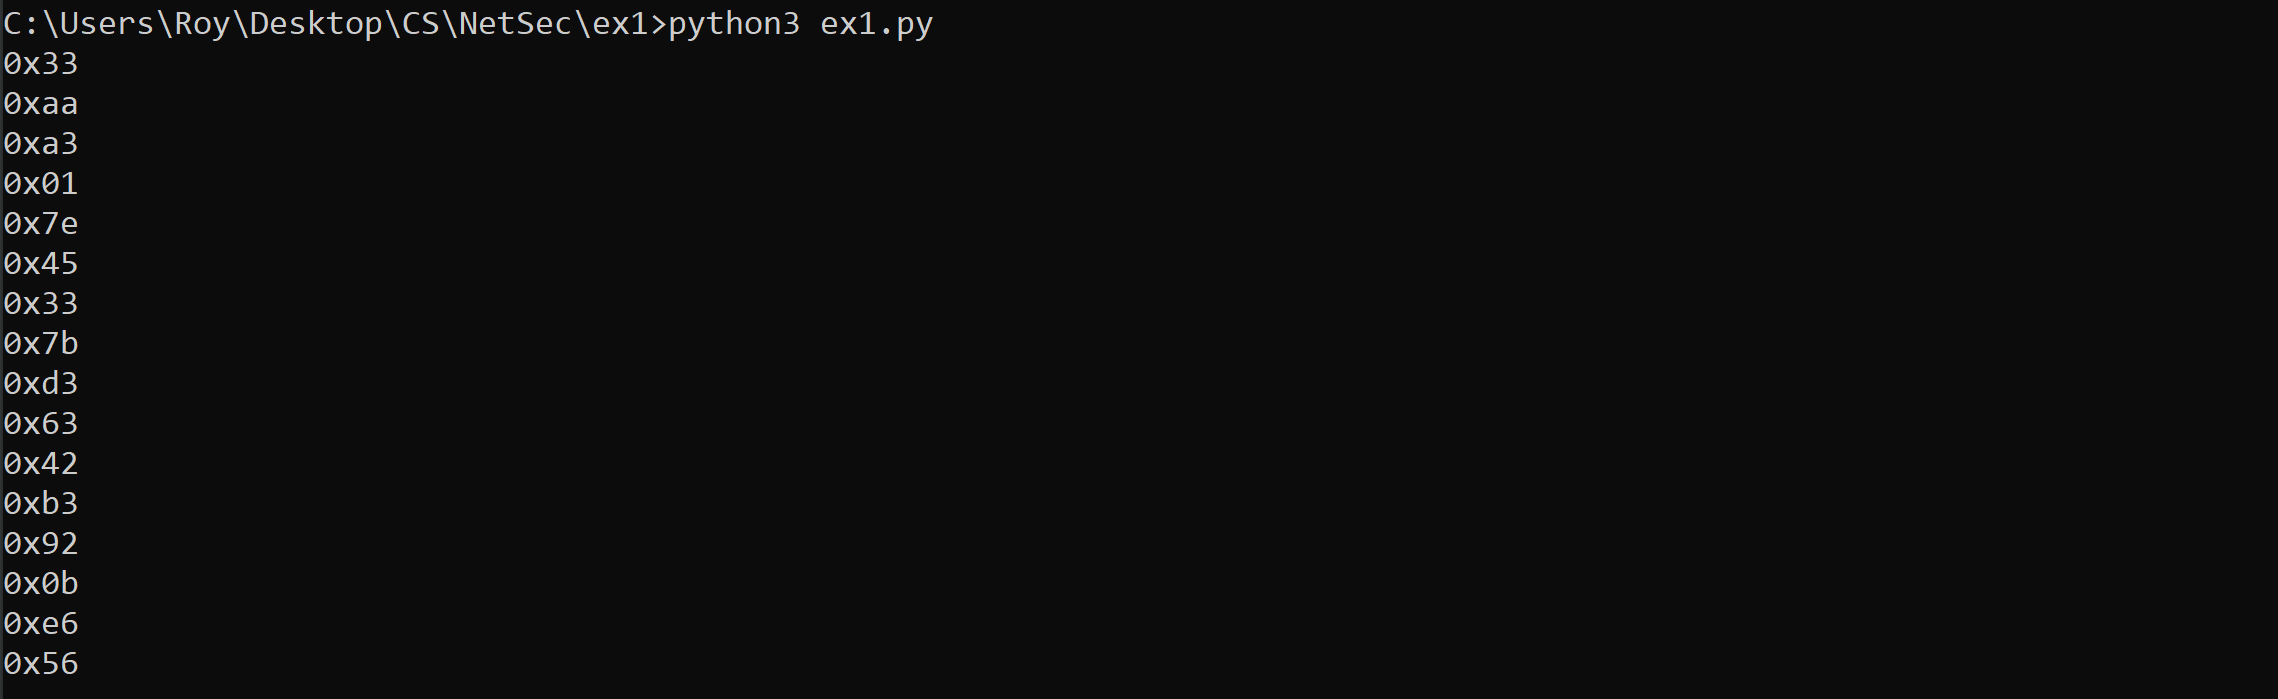 C:\Users\Roy\Desktop\CS\NetSec\ex1>python3 ex1.py
0x33
0xaa
0xa3
0x01
0x7e
0x45
0x33
0x7b
0xd3
0x63
0x42
0xb3
0x92
0x0b
0xe6
0x56